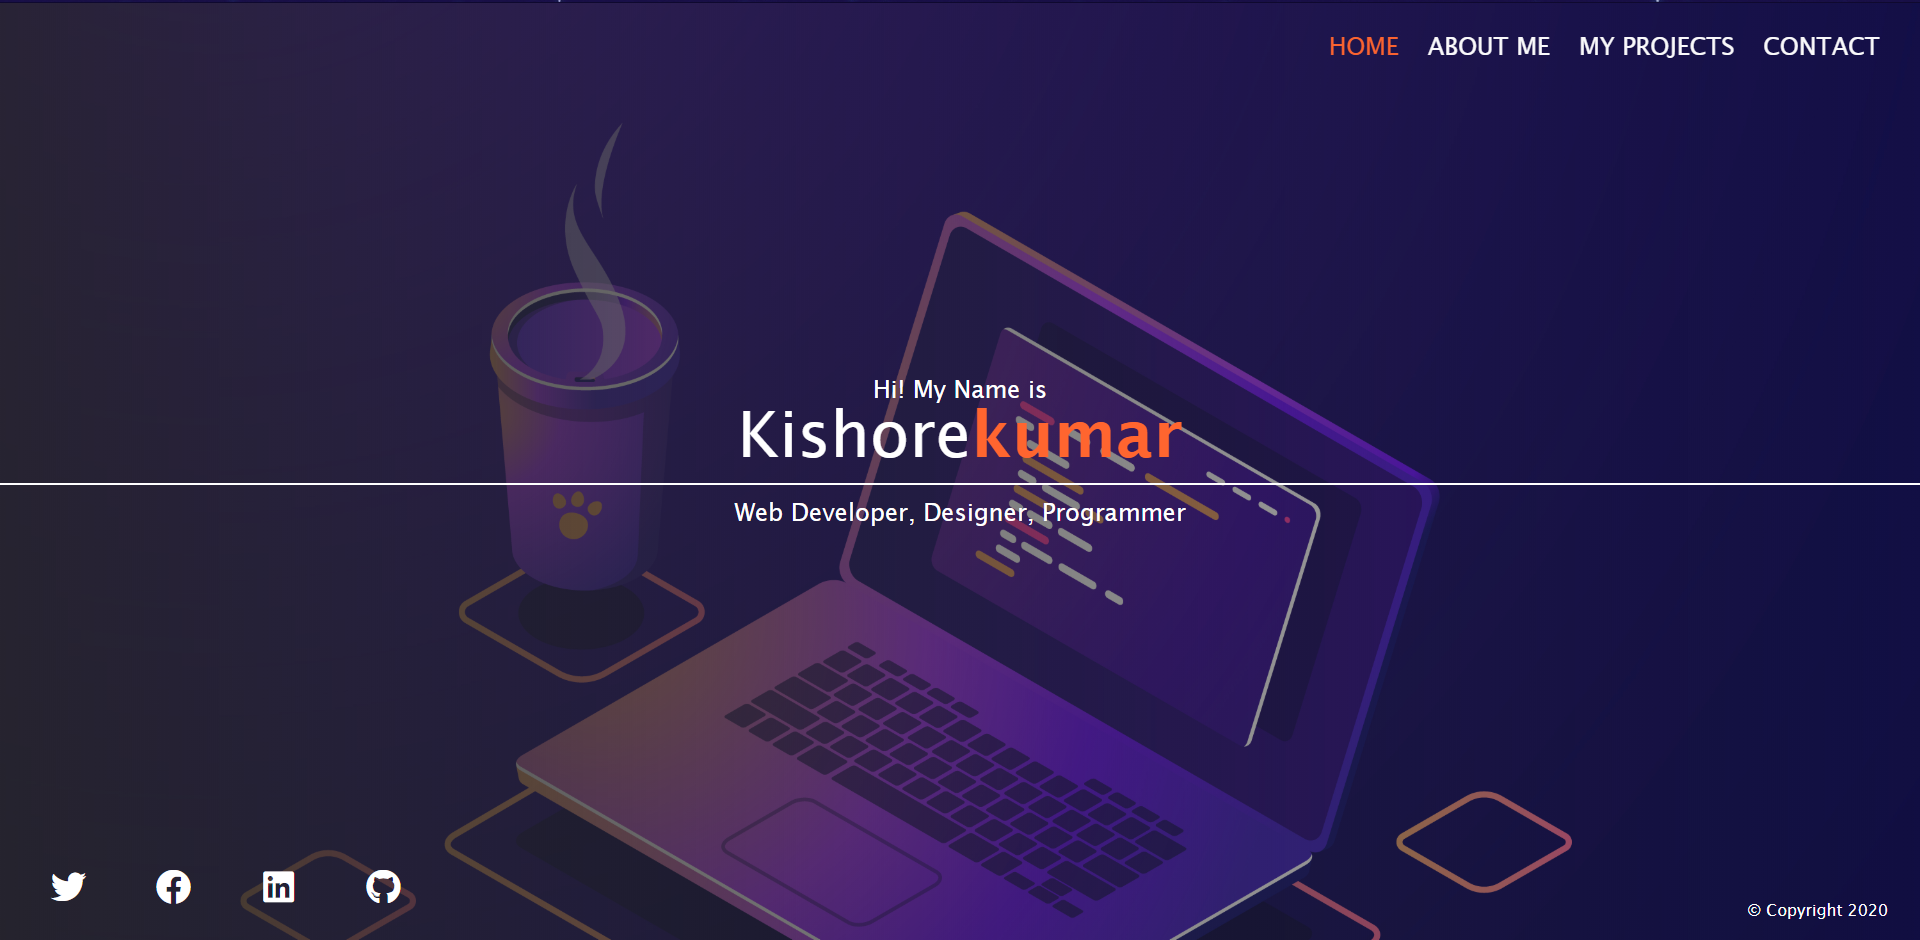 HOME ABOUT ME MY PROJECTS CONTACT
Hi! My Name is
Kishorekumar
Web Developer, Designer, Programmer
© Copyright 2020